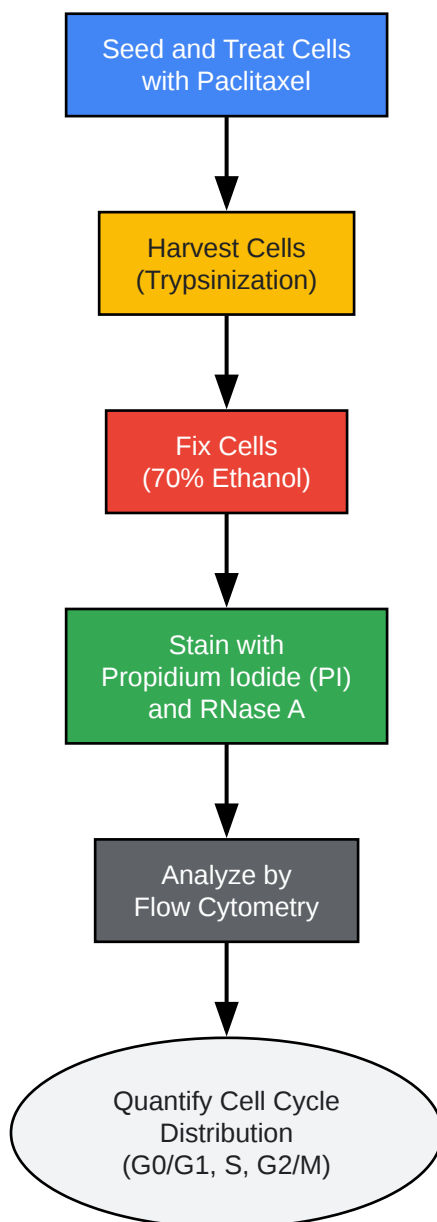 Seed and Treat Cells
with Paclitaxel
Harvest Cells
(Trypsinization)
Fix Cells
(70% Ethanol)
Stain with
Propidium Iodide (PI)
and RNase A
Analyze by
Flow Cytometry
Quantify Cell Cycle
Distribution
(G0/G1, S, G2/M)